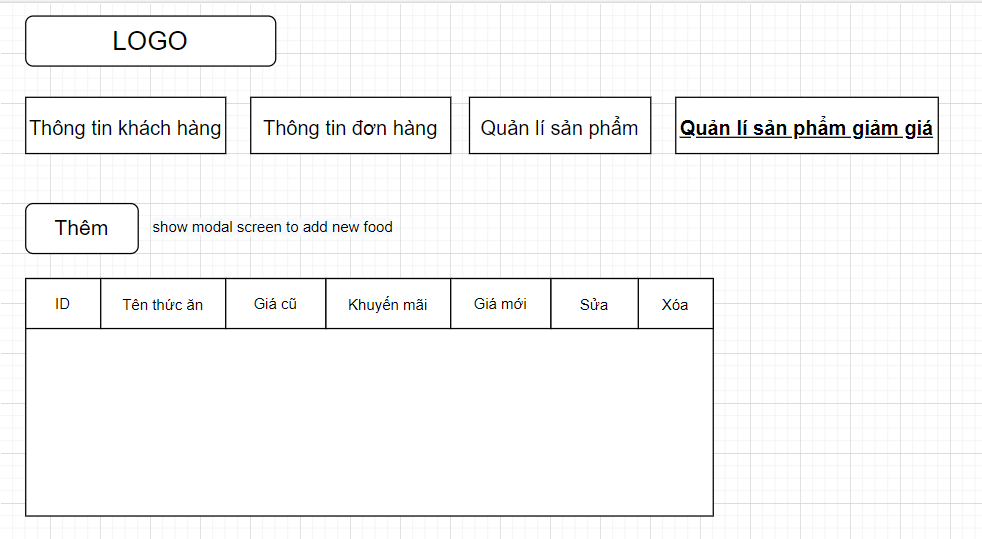 LOGO
Thông tin khách hàng
Thông tin đơn hàng
Quản lí sản phẩm
Quản lí sản phẩm giảm giá
Thêm
show modal screen to add new food
ID
Tên thức ăn
Giá cũ
Khuyến mãi
Giá mới
Sửa
Xóa